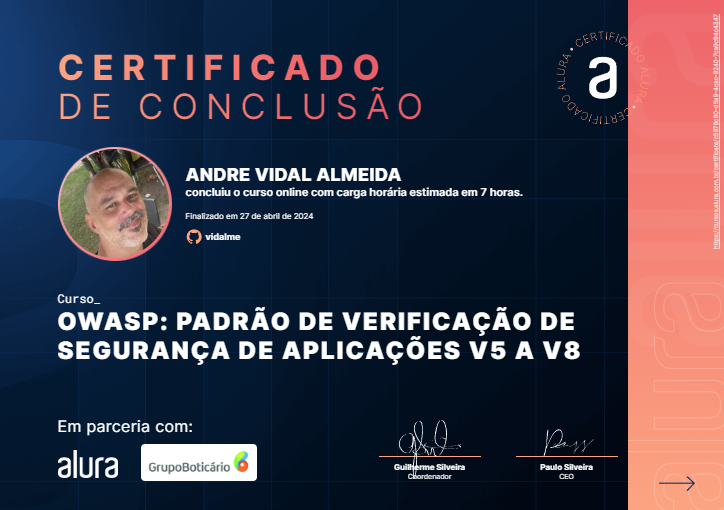 CERTIFICADO
DE CONCLUSÃO
ALURA • CERTIFICADO ALURA • CERTIFICADO
a
ANDRE VIDAL ALMEIDA
concluiu o curso online com carga horária estimada em 7 horas.
Finalizado em 27 de abril de 2024
vidalme
Curso_
OWASP: PADRÃO DE VERIFICAÇÃO DE
SEGURANÇA DE APLICAÇÕES V5 A V8
Em parceria com:
alura
GrupoBoticário
Guilherme Silveira
Coordenador
Paulo Silveira
CEO
alura